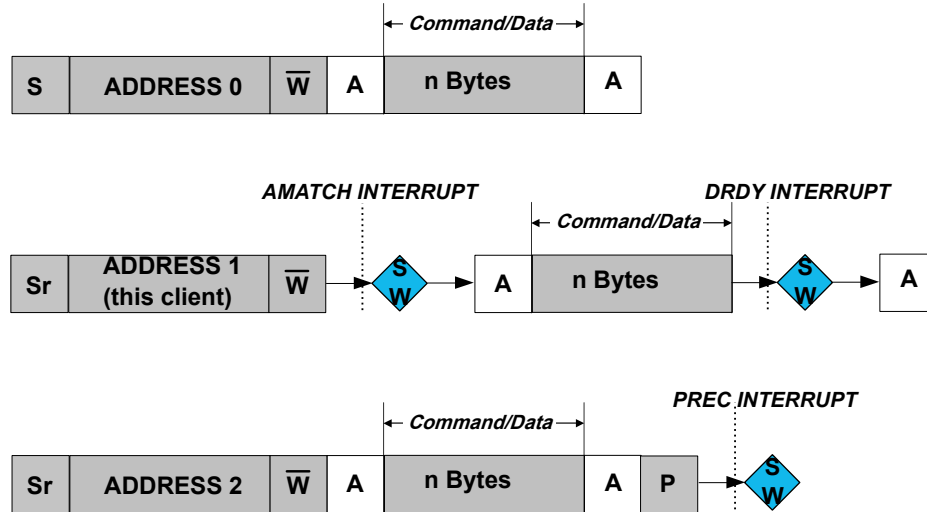 Command/Data
S ADDRESS 0 W̅ A n Bytes A
AMATCH INTERRUPT DRDY INTERRUPT
Command/Data
Sr ADDRESS 1 (this client) W̅ S W A n Bytes S W A
PREC INTERRUPT
Command/Data
Sr ADDRESS 2 W̅ A n Bytes A P S W